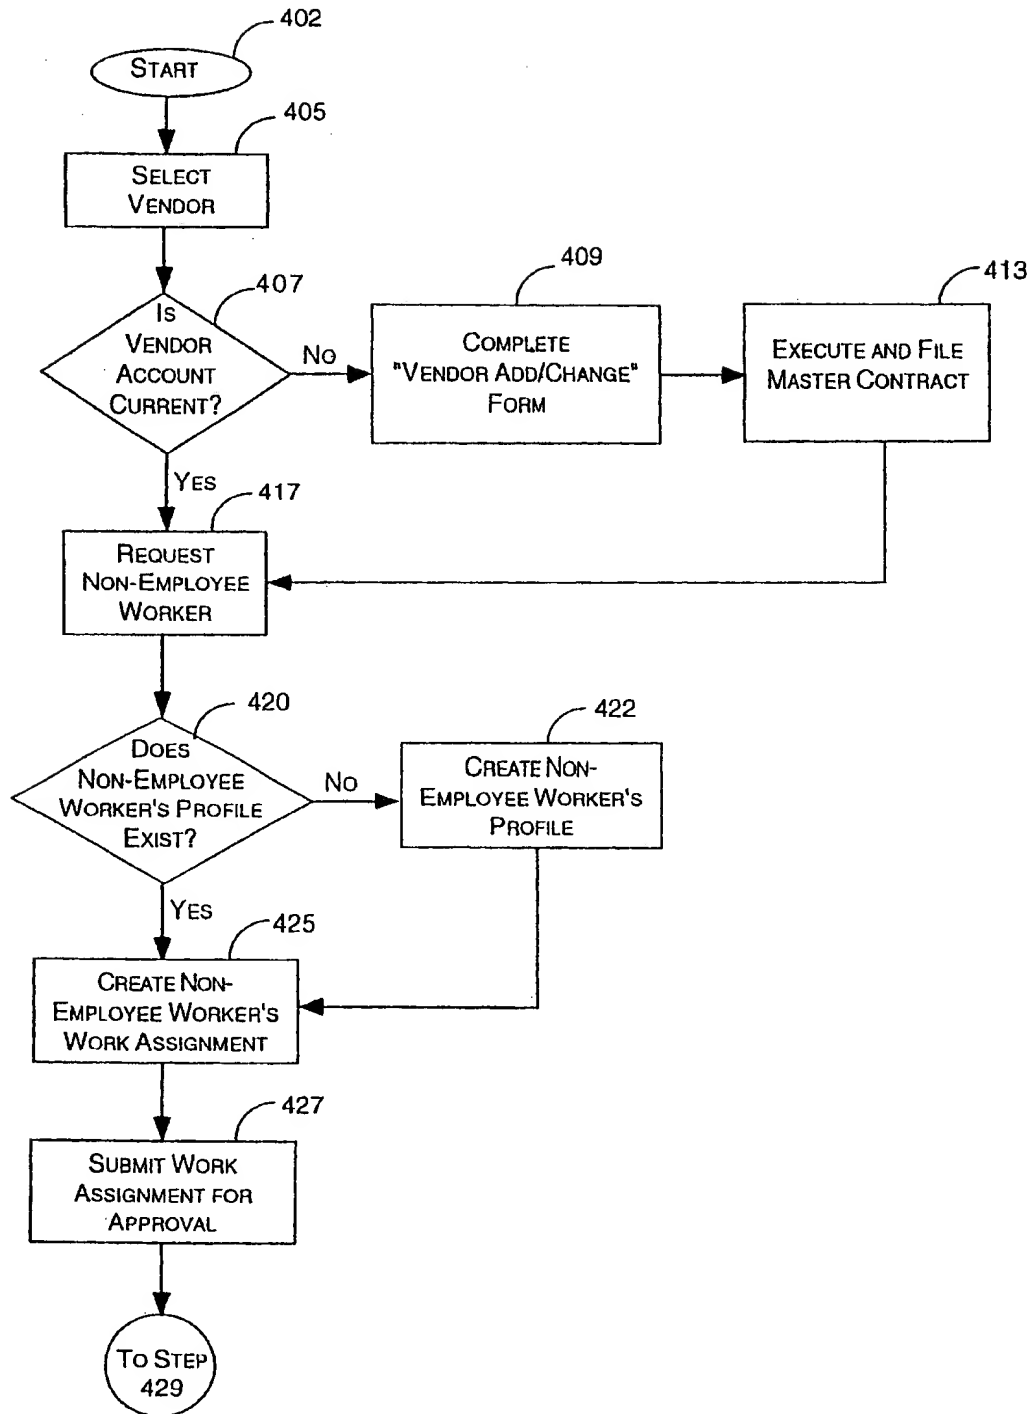 402
START
405
SELECT
VENDOR
407
IS
VENDOR
ACCOUNT
CURRENT?
NO
409
COMPLETE
"VENDOR ADD/CHANGE"
FORM
413
EXECUTE AND FILE
MASTER CONTRACT
YES
417
REQUEST
NON-EMPLOYEE
WORKER
420
DOES
NON-EMPLOYEE
WORKER'S PROFILE
EXIST?
NO
422
CREATE NON-
EMPLOYEE WORKER'S
PROFILE
YES
425
CREATE NON-
EMPLOYEE WORKER'S
WORK ASSIGNMENT
427
SUBMIT WORK
ASSIGNMENT FOR
APPROVAL
TO STEP
429